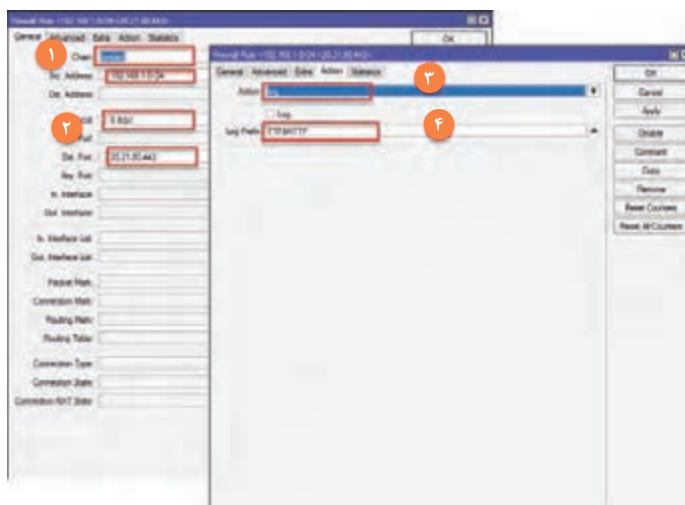 Firewall Rule <192.168.1.0/24->20,21,80,443>
General Advanced Extra Action Statistics
OK
۱
Chain:
Src. Address: 192.168.1.0/24
Dst. Address:
۲
6 (tcp)
Port:
Dst. Port: 20,21,80,443
Any. Port:
In. Interface:
Out. Interface:
In. Interface List:
Out. Interface List:
Packet Mark:
Connection Mark:
Routing Mark:
Routing Table:
Connection Type:
Connection State:
Connection NAT State:
Firewall Rule <192.168.1.0/24->20,21,80,443>
General Advanced Extra Action Statistics
۳
Action: log
Log
Log Prefix:
۴
OK
Cancel
Apply
Disable
Comment
Copy
Remove
Reset Counters
Reset All Counters